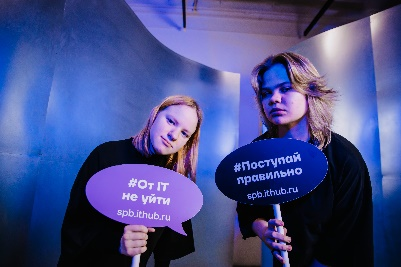 #От IT
не уйти
spb.ithub.ru
#Поступай
правильно
spb.ithub.ru